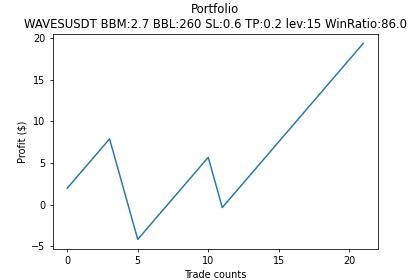 Portfolio
WAVESUSDT BBM:2.7 BBL:260 SL:0.6 TP:0.2 lev:15 WinRatio:86.0
20
15
10
5
0
−5
Profit ($)
0 5 10 15 20
Trade counts